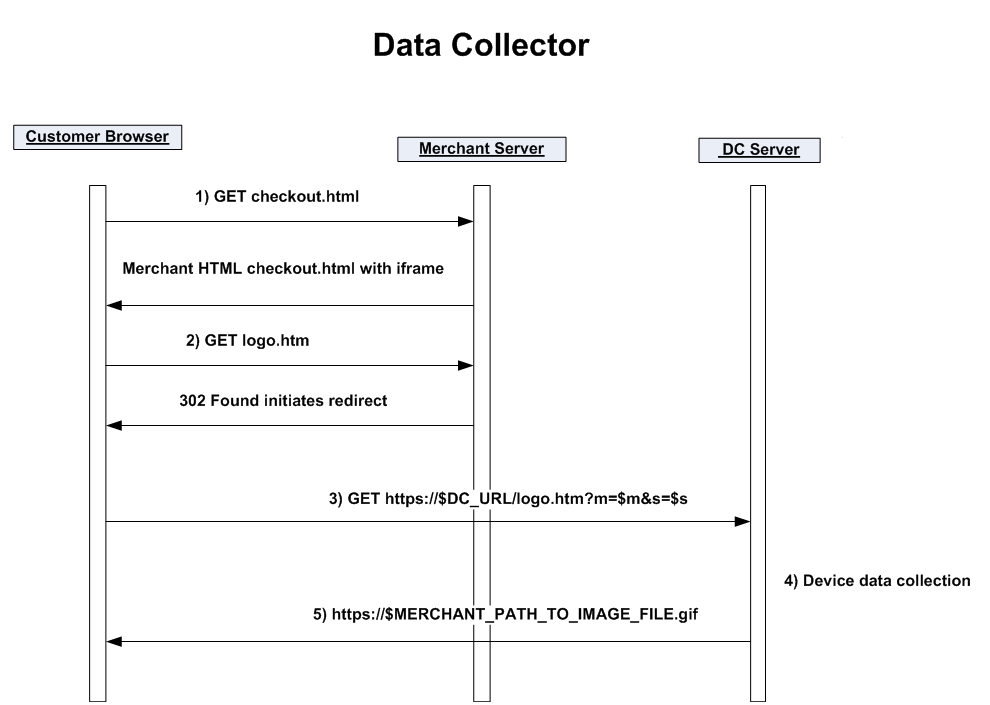 Data Collector
Customer Browser
Merchant Server
DC Server
1) GET checkout.html
Merchant HTML checkout.html with iframe
2) GET logo.htm
302 Found initiates redirect
3) GET https://$DC_URL/logo.htm?m=$m&s=$s
4) Device data collection
5) https://$MERCHANT_PATH_TO_IMAGE_FILE.gif